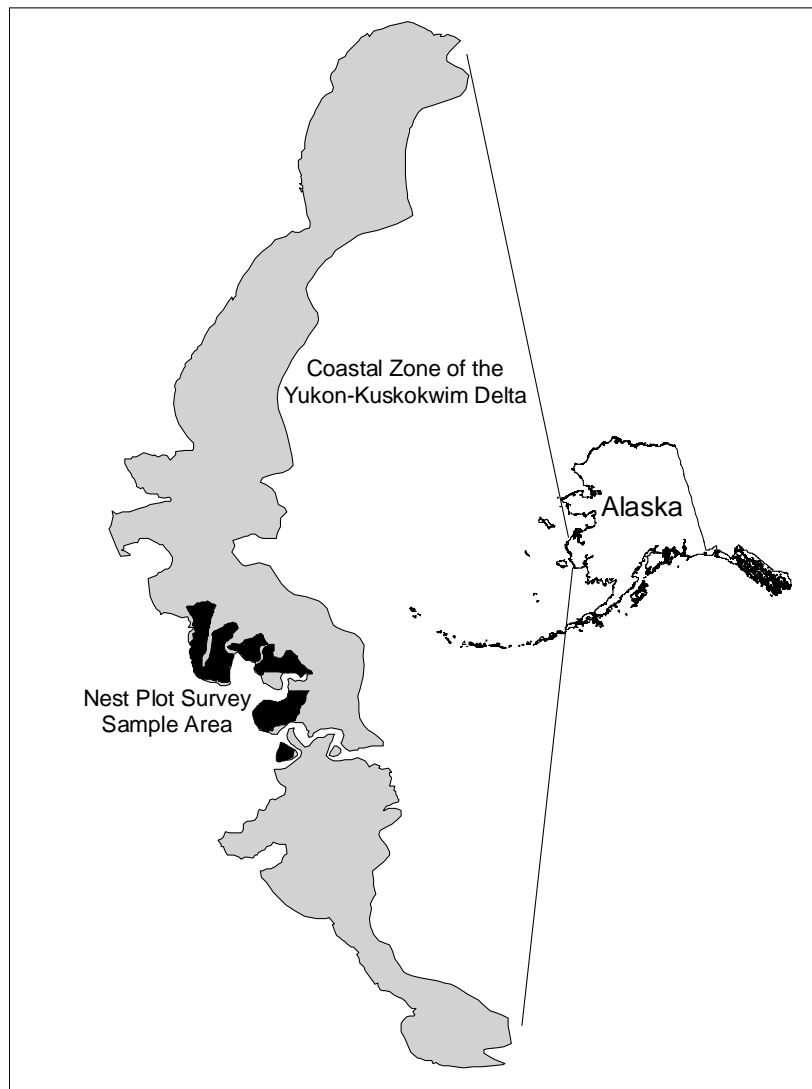 Coastal Zone of the
Yukon-Kuskokwim Delta
Alaska
Nest Plot Survey
Sample Area